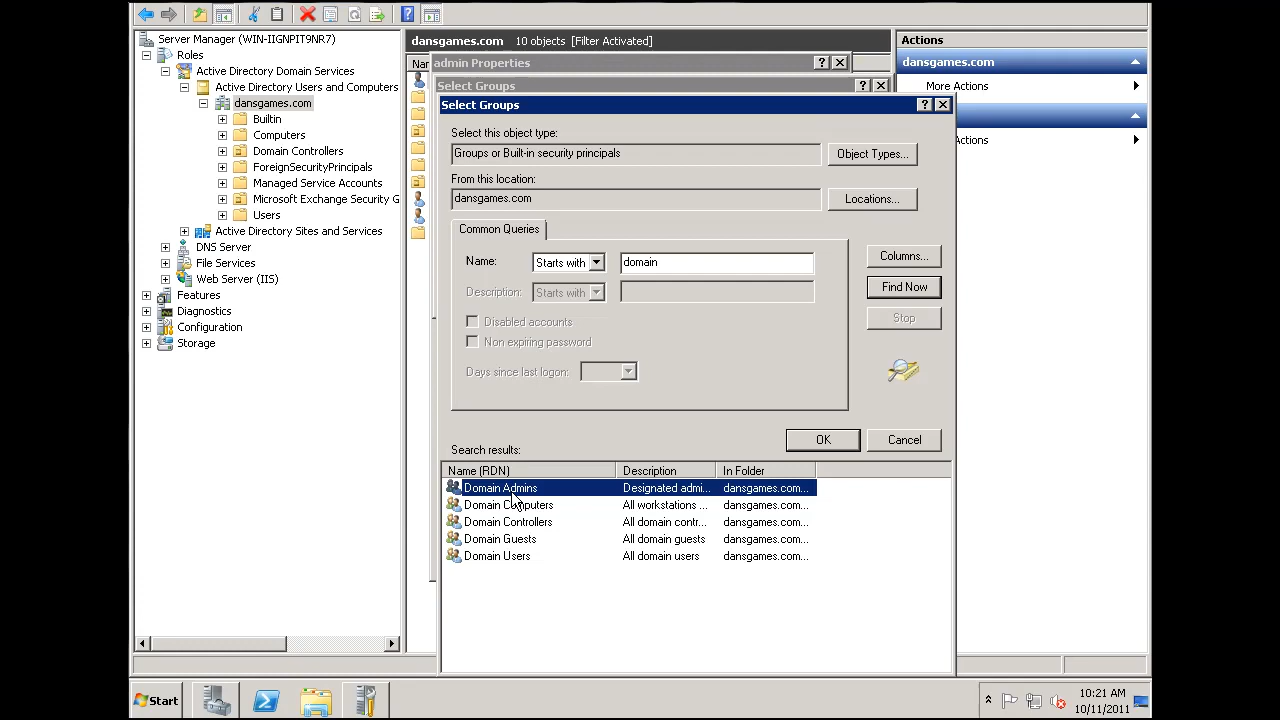 Server Manager (WIN-IIGNPIT9NR7)
Roles
Active Directory Domain Services
Active Directory Users and Computers
dansgames.com
Builtin
Computers
Domain Controllers
ForeignSecurityPrincipals
Managed Service Accounts
Microsoft Exchange Security G
Users
Active Directory Sites and Services
DNS Server
File Services
Web Server (IIS)
Features
Diagnostics
Configuration
Storage
dansgames.com 10 objects [Filter Activated]
Nar
admin Properties
Select Groups
Select Groups
Select this object type:
Groups or Built-in security principals
Object Types...
From this location:
dansgames.com
Locations...
Common Queries
Name: Starts with domain
Description: Starts with
Disabled accounts
Non expiring password
Days since last logon:
Columns...
Find Now
Stop
OK
Cancel
Search results:
Name (RDN) Description In Folder
Domain Admins Designated admi... dansgames.com...
Domain Computers All workstations ... dansgames.com...
Domain Controllers All domain contr... dansgames.com...
Domain Guests All domain guests dansgames.com...
Domain Users All domain users dansgames.com...
Actions
dansgames.com
More Actions
Actions
Start
10:21 AM
10/11/2011